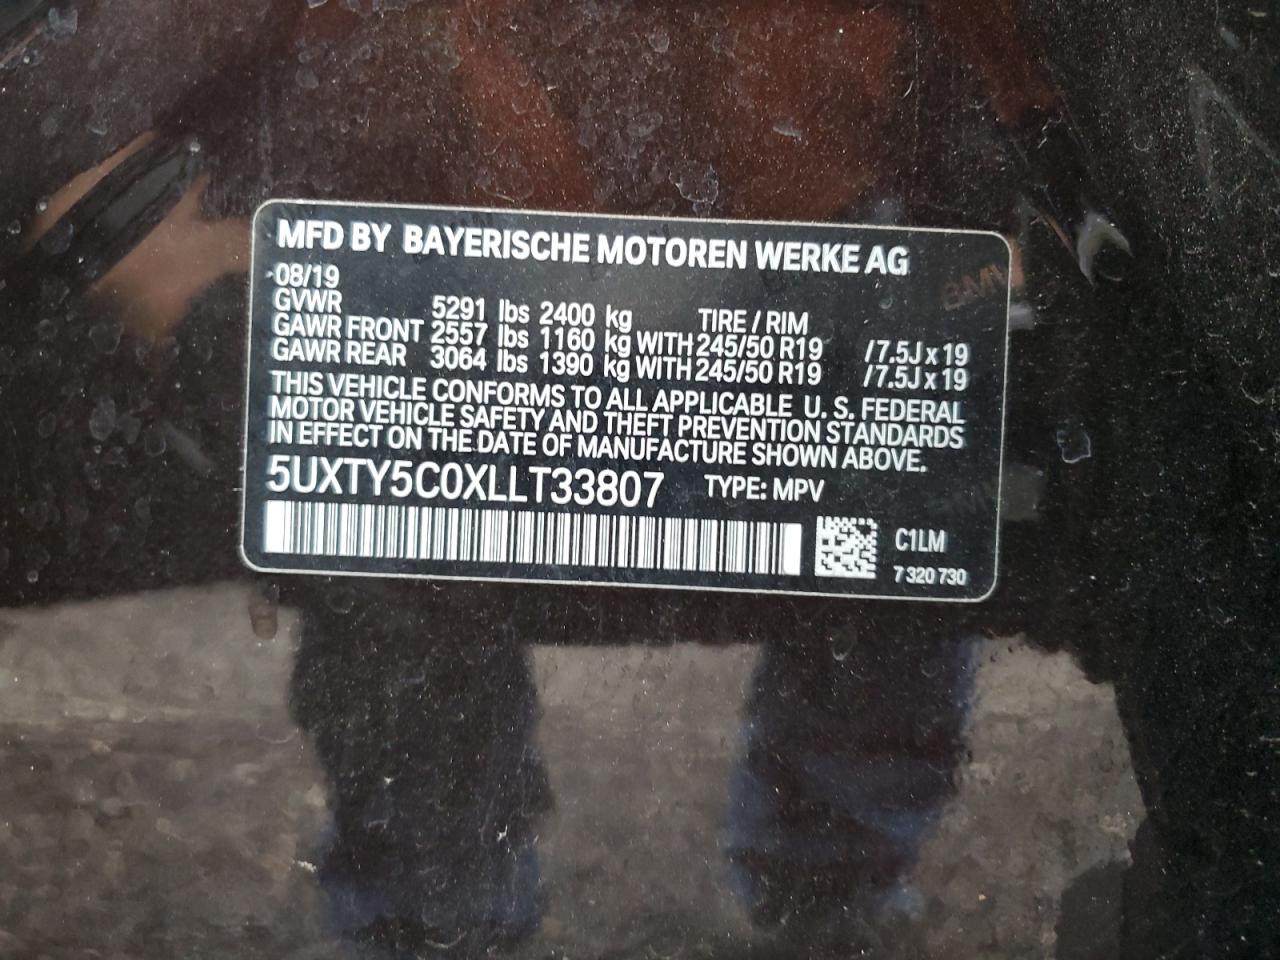 MFD BY BAYERISCHE MOTOREN WERKE AG
08/19
GVWR 5291 lbs 2400 kg TIRE / RIM
GAWR FRONT 2557 lbs 1160 kg WITH 245/50 R19 / 7.5J x 19
GAWR REAR 3064 lbs 1390 kg WITH 245/50 R19 / 7.5J x 19
THIS VEHICLE CONFORMS TO ALL APPLICABLE U. S. FEDERAL
MOTOR VEHICLE SAFETY AND THEFT PREVENTION STANDARDS
IN EFFECT ON THE DATE OF MANUFACTURE SHOWN ABOVE.
5UXTY5C0XLLT33807 TYPE: MPV
C1LM
7 320 730